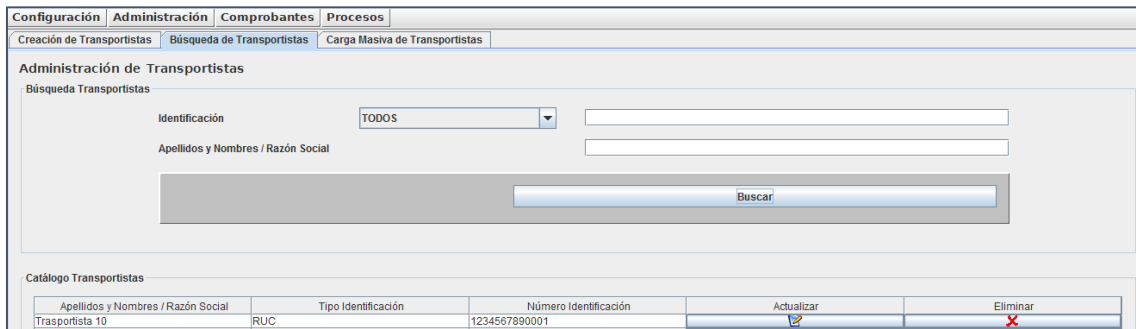 Configuración Administración Comprobantes Procesos
Creación de Transportistas Búsqueda de Transportistas Carga Masiva de Transportistas
Administración de Transportistas
Búsqueda Transportistas
Identificación TODOS
Apellidos y Nombres / Razón Social
Buscar
Catálogo Transportistas
Apellidos y Nombres / Razón Social Tipo Identificación Número Identificación Actualizar Eliminar
Trasportista 10 RUC 1234567890001